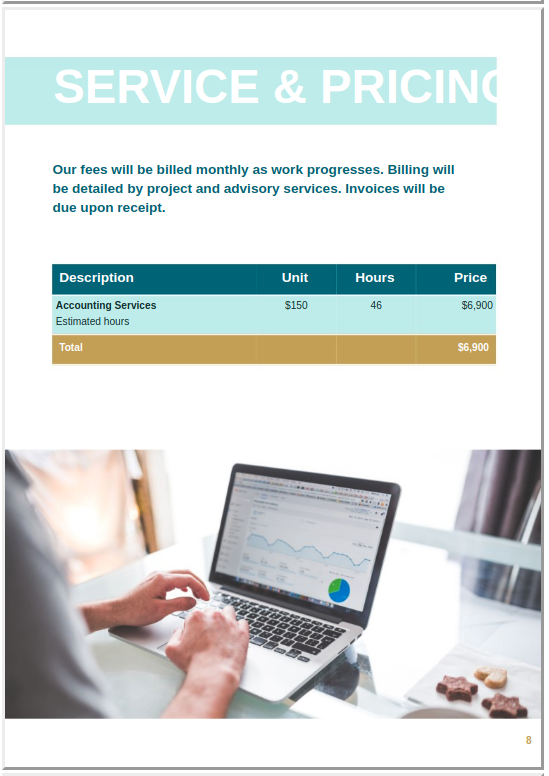 SERVICE & PRICING
Our fees will be billed monthly as work progresses. Billing will
be detailed by project and advisory services. Invoices will be
due upon receipt.
Description Unit Hours Price
Accounting Services $150 46 $6,900
Estimated hours
Total $6,900
8